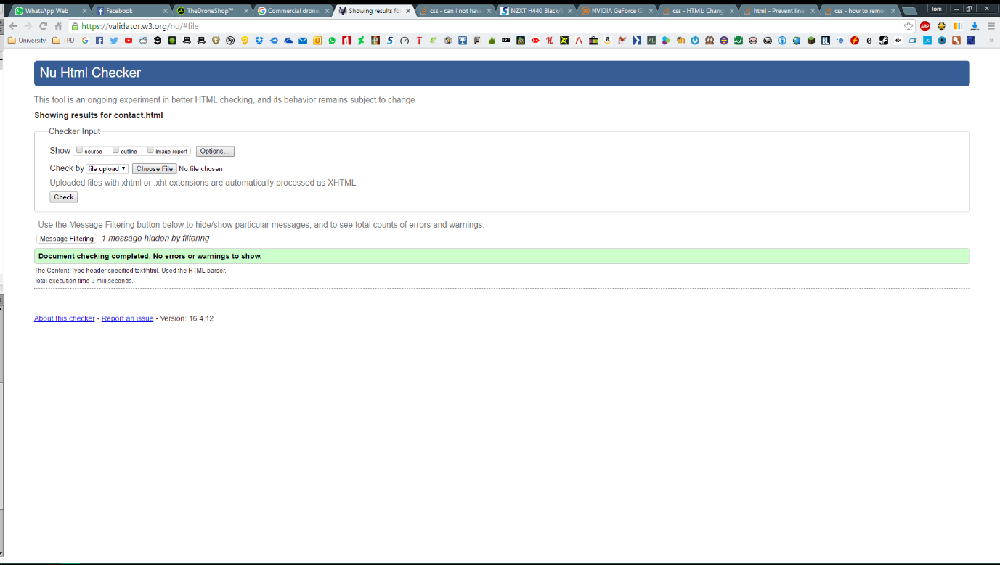 WhatsApp Web
Facebook
TheDroneShop™
Commercial drone
Showing results fo
css - can I not hav
NZXT H440 Black/
NVIDIA GeForce G
css - HTML: Chang
html - Prevent line
css - how to remo
Tom
https://validator.w3.org/nu/#file
ABP
University
TPD
Nu Html Checker
This tool is an ongoing experiment in better HTML checking, and its behavior remains subject to change
Showing results for contact.html
Checker Input
Show source outline image report Options...
Check by file upload Choose File No file chosen
Uploaded files with xhtml or .xht extensions are automatically processed as XHTML.
Check
Use the Message Filtering button below to hide/show particular messages, and to see total counts of errors and warnings.
Message Filtering 1 message hidden by filtering
Document checking completed. No errors or warnings to show.
The Content-Type header specified text/html. Used the HTML parser.
Total execution time 9 milliseconds.
About this checker • Report an issue • Version: 16.4.12